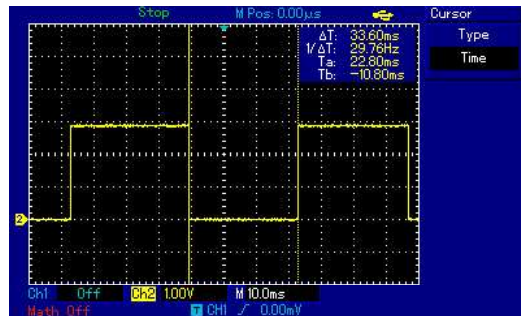 Stop M Pos: 0.00μs Cursor
ΔT: 33.60ms
1/ΔT: 29.76Hz
Ta: 22.80ms
Tb: -10.80ms
Type
Time
2
Ch1 Off Ch2 1.00V M 10.0ms
Math Off T CH1 / 0.00mV